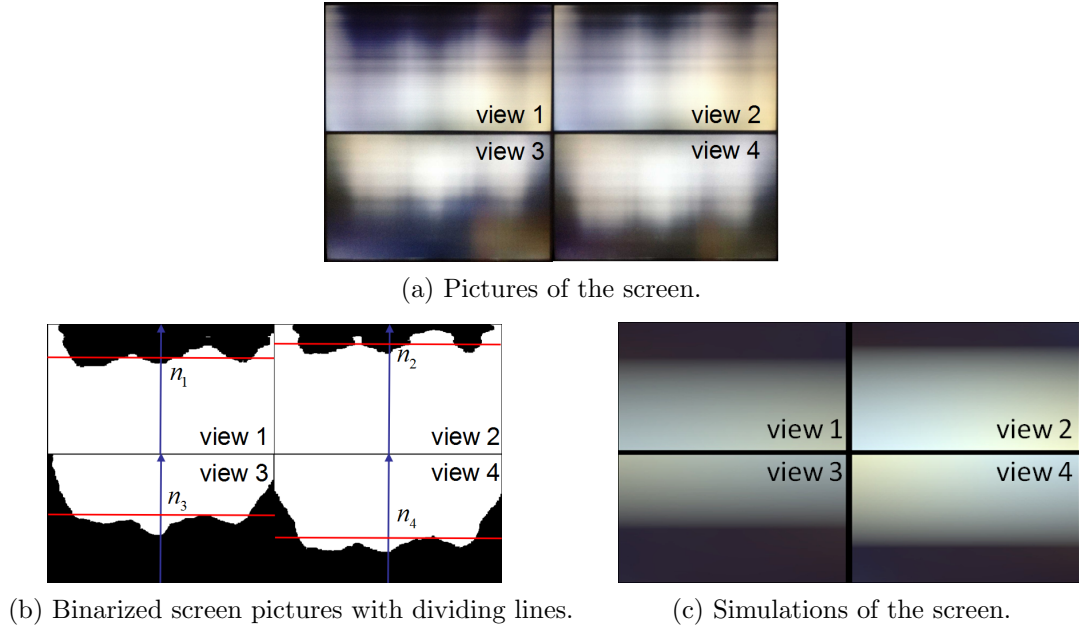 view 1
view 2
view 3
view 4
(a) Pictures of the screen.
n1
n2
view 1
view 2
view 3
view 4
n3
n4
(b) Binarized screen pictures with dividing lines.
view 1
view 2
view 3
view 4
(c) Simulations of the screen.